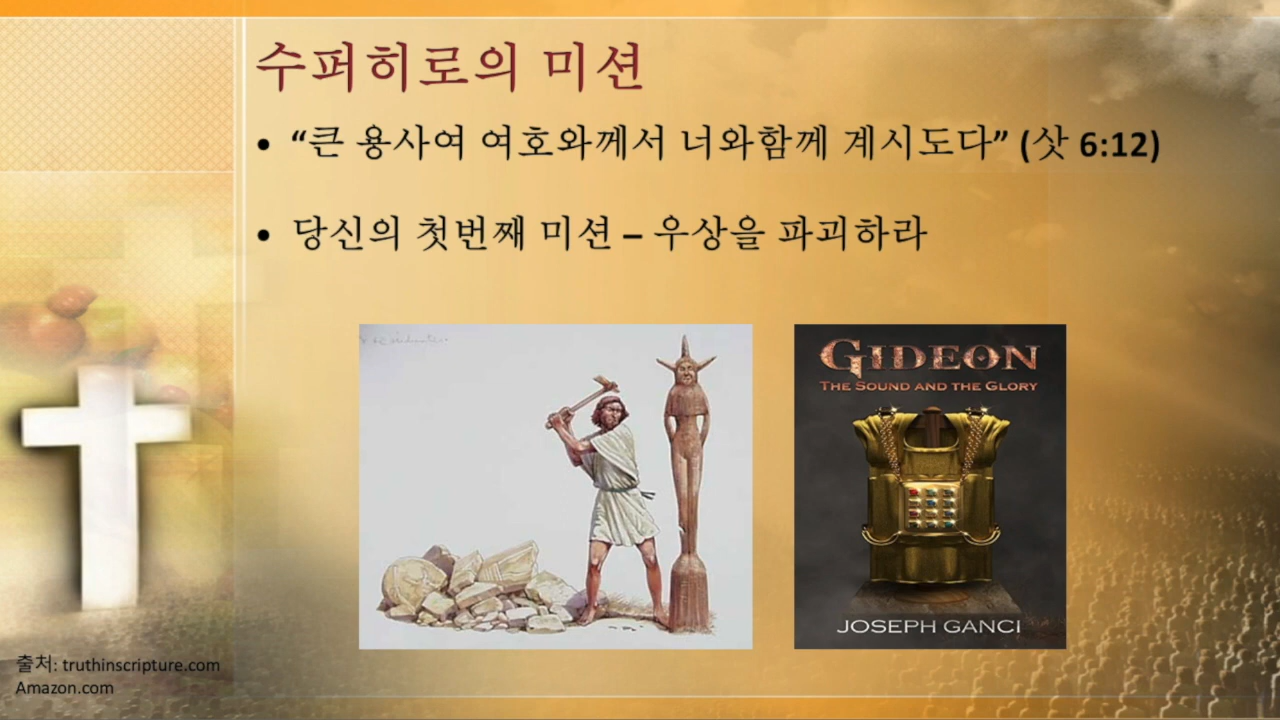 수퍼히로의 미션
• “큰 용사여 여호와께서 너와함께 계시도다” (삿 6:12)
• 당신의 첫번째 미션 – 우상을 파괴하라
GIDEON
THE SOUND AND THE GLORY
JOSEPH GANCI
출처: truthinscripture.com
Amazon.com